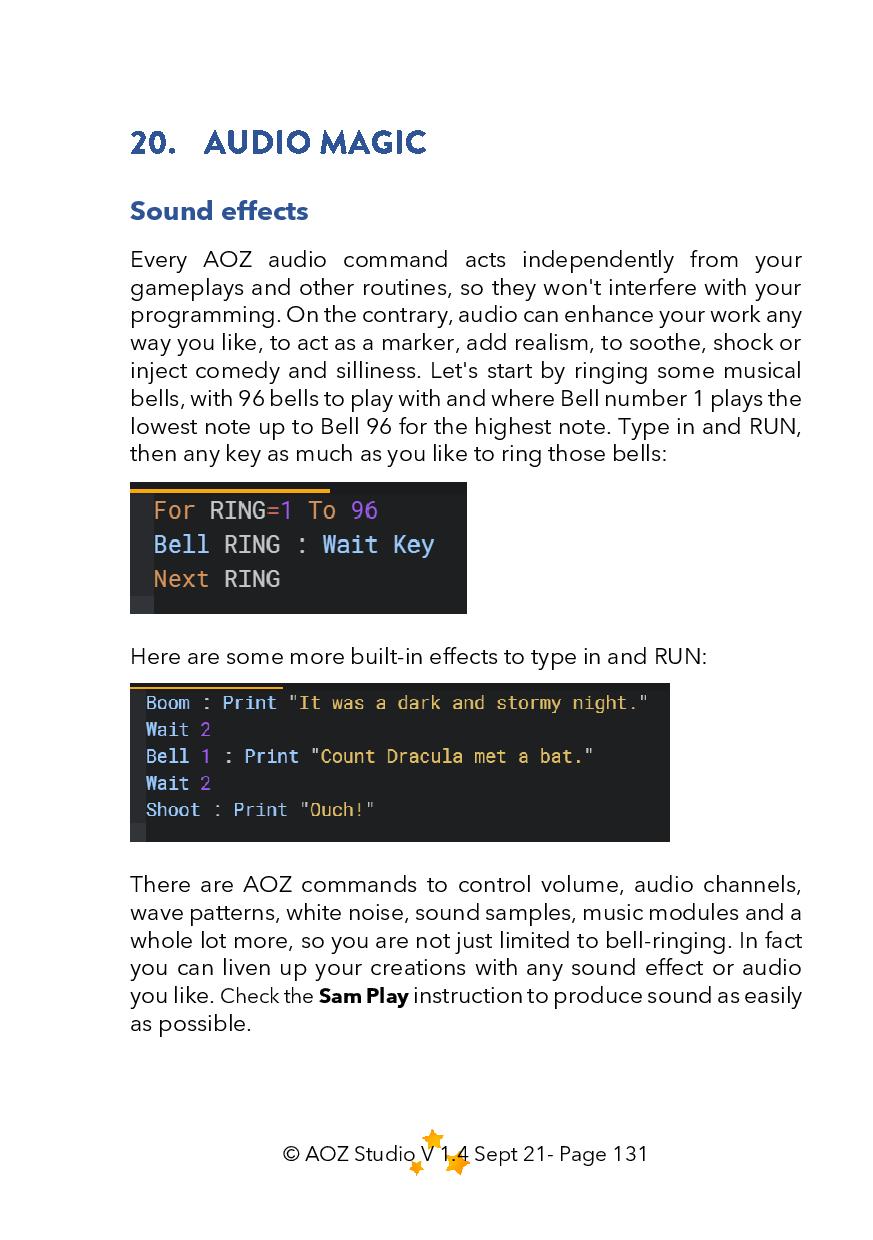 20. AUDIO MAGIC
Sound effects
Every AOZ audio command acts independently from your
gameplays and other routines, so they won't interfere with your
programming. On the contrary, audio can enhance your work any
way you like, to act as a marker, add realism, to soothe, shock or
inject comedy and silliness. Let's start by ringing some musical
bells, with 96 bells to play with and where Bell number 1 plays the
lowest note up to Bell 96 for the highest note. Type in and RUN,
then any key as much as you like to ring those bells:
For RING=1 To 96
Bell RING : Wait Key
Next RING
Here are some more built-in effects to type in and RUN:
Boom : Print "It was a dark and stormy night."
Wait 2
Bell 1 : Print "Count Dracula met a bat."
Wait 2
Shoot : Print "Ouch!"
There are AOZ commands to control volume, audio channels,
wave patterns, white noise, sound samples, music modules and a
whole lot more, so you are not just limited to bell-ringing. In fact
you can liven up your creations with any sound effect or audio
you like. Check the Sam Play instruction to produce sound as easily
as possible.
© AOZ Studio V 1.4 Sept 21- Page 131